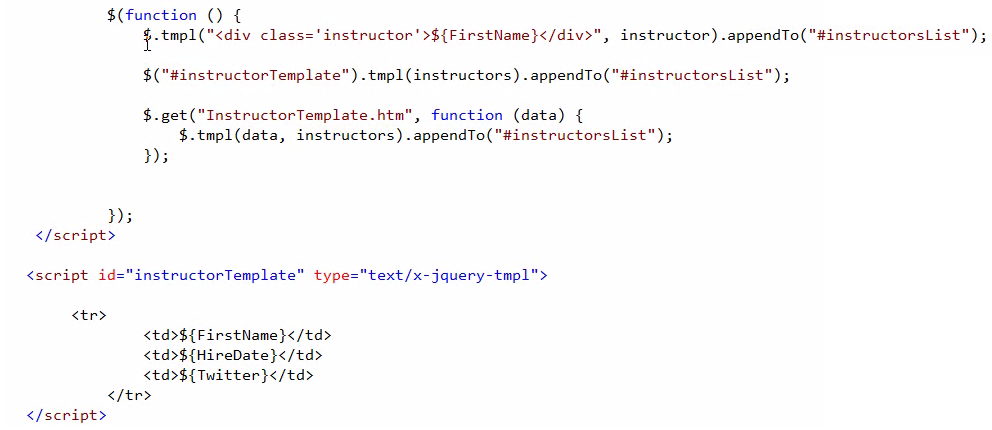 $(function () {
$.tmpl("<div class='instructor'>${FirstName}</div>", instructor).appendTo("#instructorsList");
$("#instructorTemplate").tmpl(instructors).appendTo("#instructorsList");
$.get("InstructorTemplate.htm", function (data) {
$.tmpl(data, instructors).appendTo("#instructorsList");
});
});
</script>
<script id="instructorTemplate" type="text/x-jquery-tmpl">
<tr>
<td>${FirstName}</td>
<td>${HireDate}</td>
<td>${Twitter}</td>
</tr>
</script>